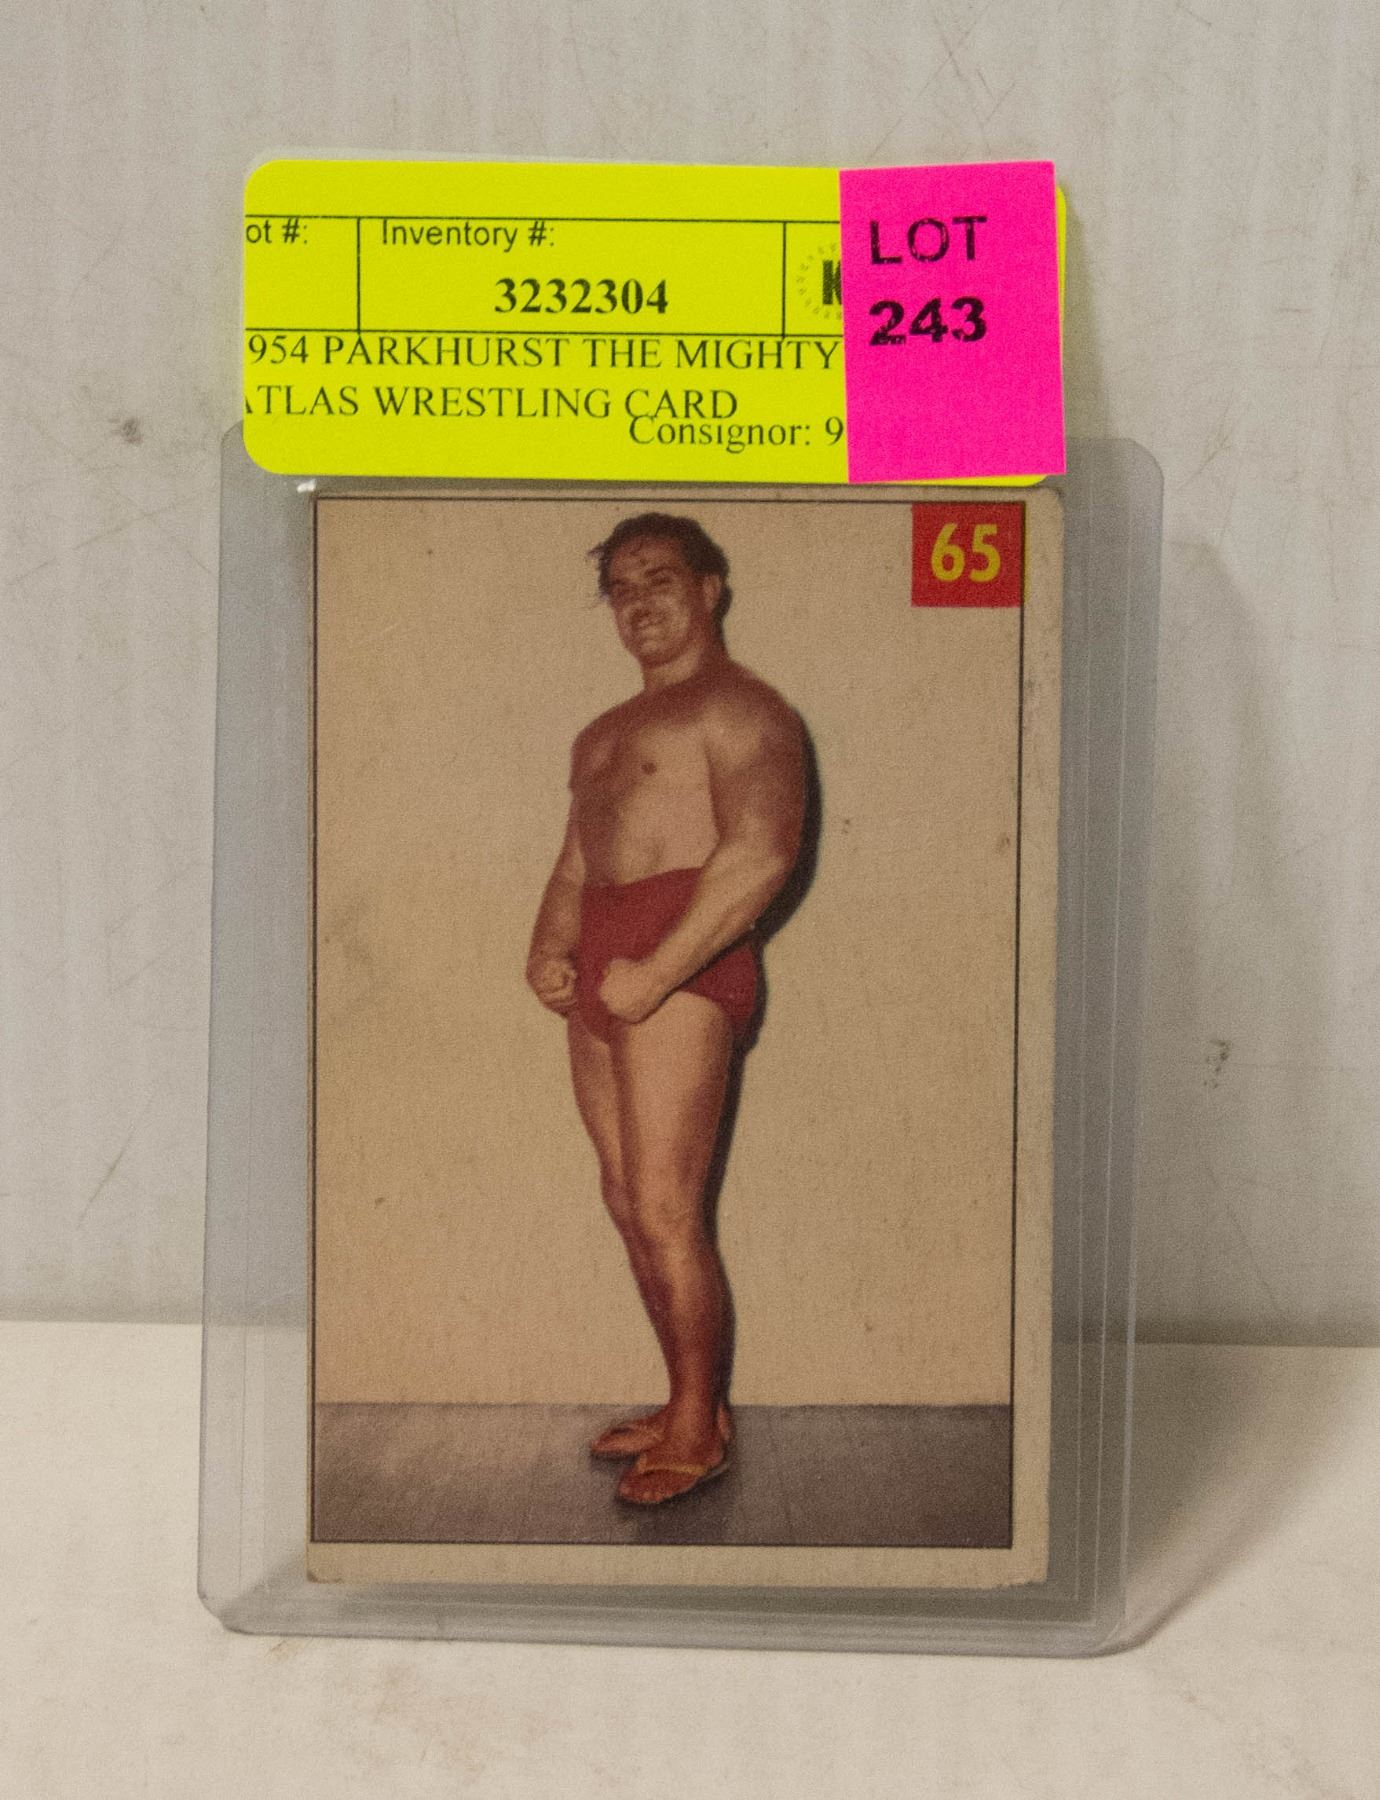 ot #:
Inventory #:
3232304
K
LOT
243
954 PARKHURST THE MIGHTY
ATLAS WRESTLING CARD
Consignor: 9
65